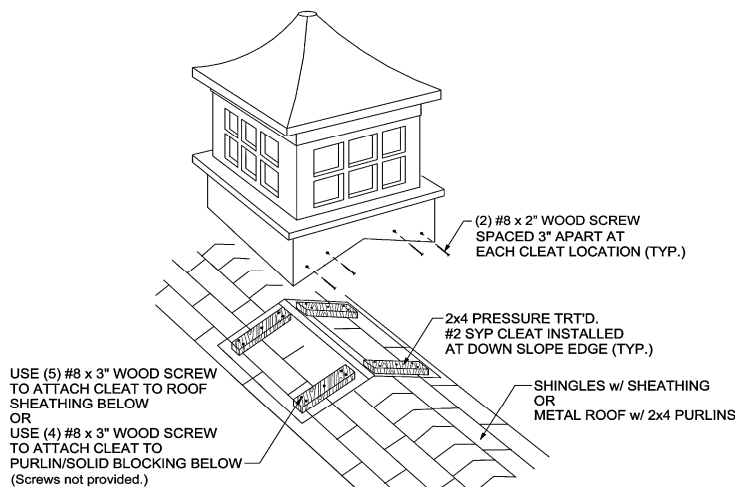 (2) #8 x 2" WOOD SCREW
SPACED 3" APART AT
EACH CLEAT LOCATION (TYP.)
2x4 PRESSURE TRT'D.
#2 SYP CLEAT INSTALLED
AT DOWN SLOPE EDGE (TYP.)
SHINGLES w/ SHEATHING
OR
METAL ROOF w/ 2x4 PURLINS
USE (5) #8 x 3" WOOD SCREW
TO ATTACH CLEAT TO ROOF
SHEATHING BELOW
OR
USE (4) #8 x 3" WOOD SCREW
TO ATTACH CLEAT TO
PURLIN/SOLID BLOCKING BELOW
(Screws not provided.)